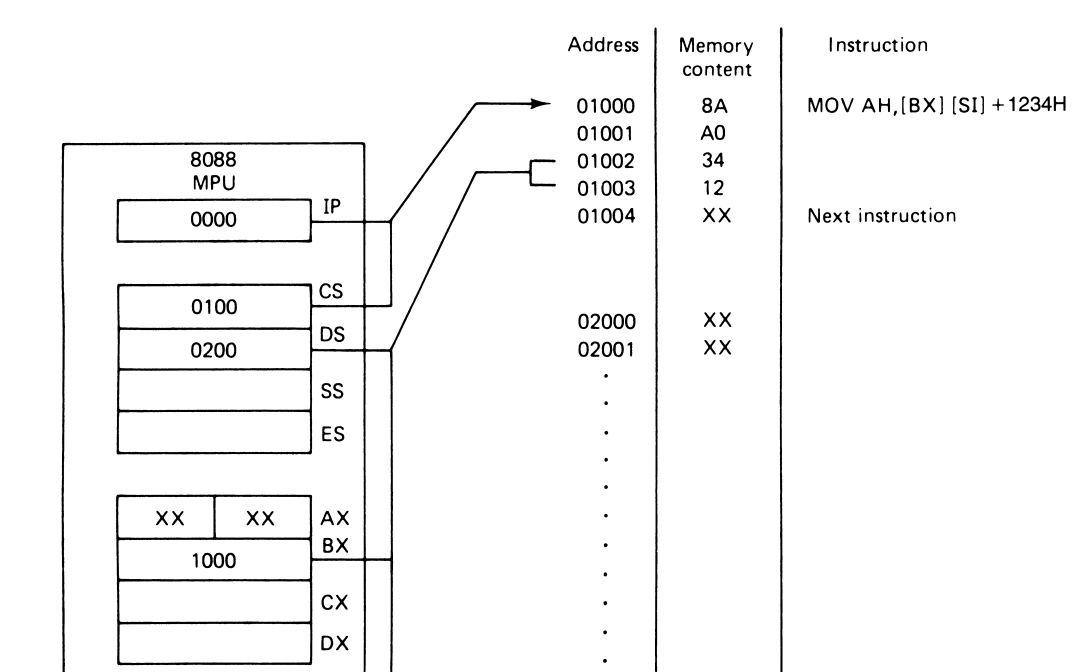 Address Memory content Instruction
01000 8A MOV AH,[BX] [SI] +1234H
01001 A0
01002 34
01003 12
01004 XX Next instruction
02000 XX
02001 XX
8088
MPU
0000 IP
0100 CS
0200 DS
SS
ES
XX XX AX
1000 BX
CX
DX